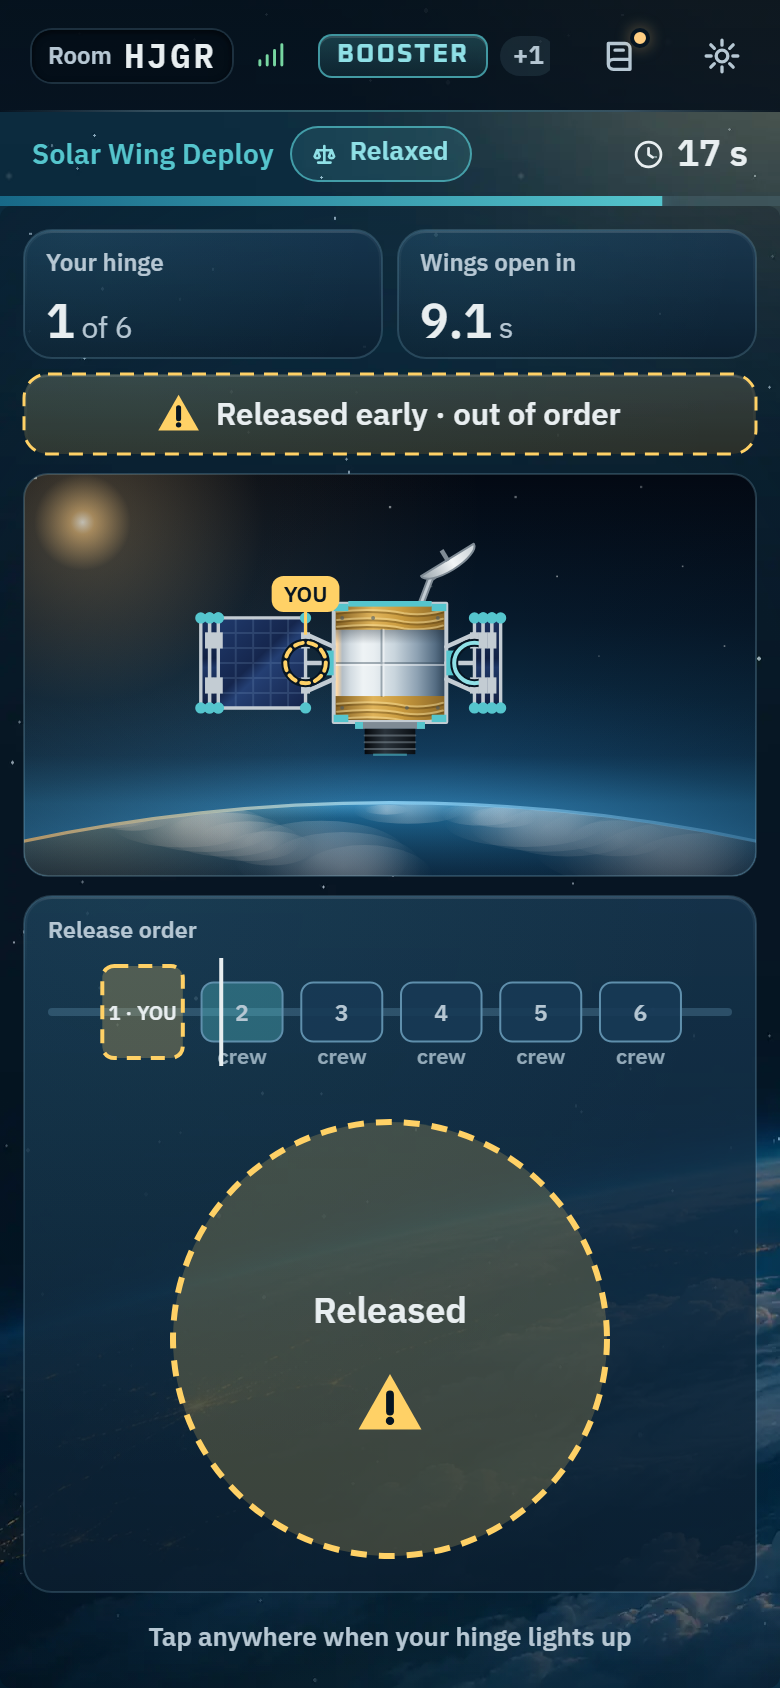 Room HJGR BOOSTER +1
Solar Wing Deploy Relaxed 17 s
Your hinge Wings open in
1 of 6 9.1 s
Released early · out of order
YOU
Release order
1 · YOU 2 3 4 5 6
crew crew crew crew crew
Released
Tap anywhere when your hinge lights up